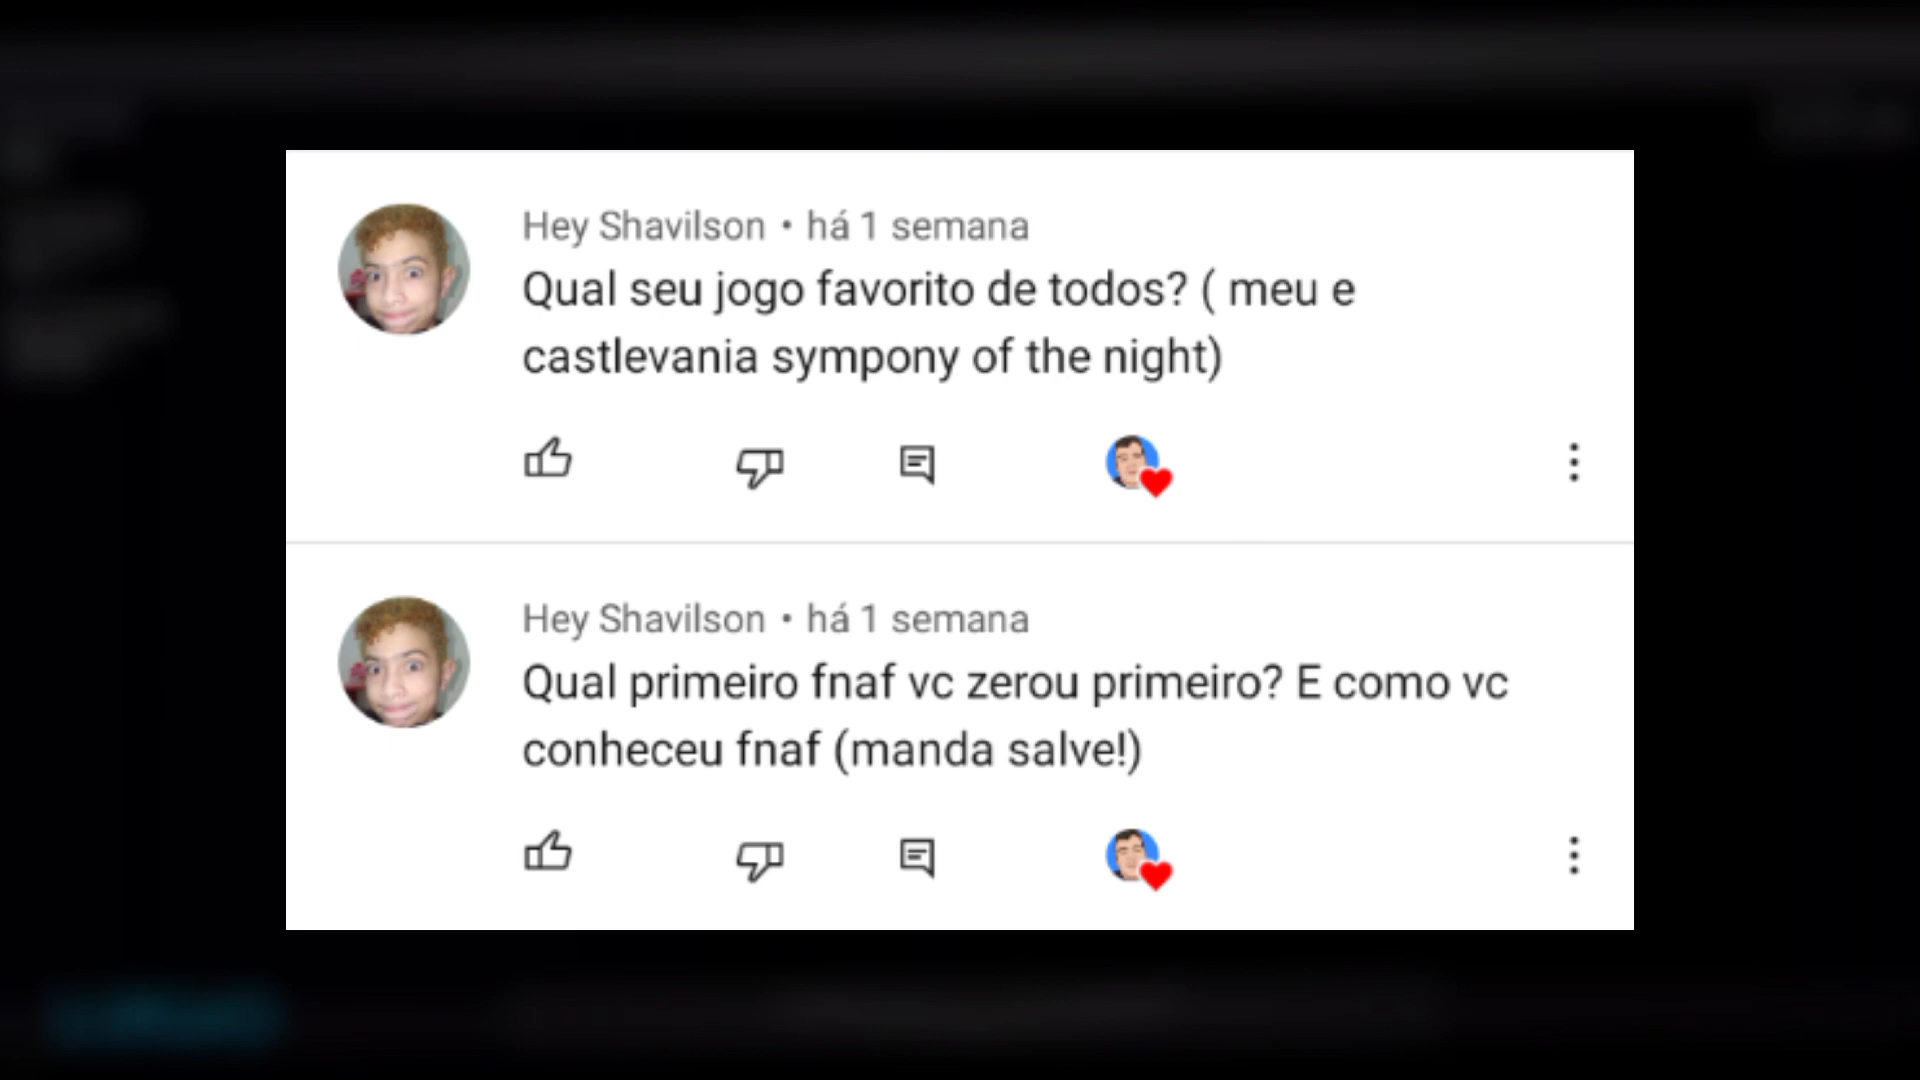 Hey Shavilson • há 1 semana
Qual seu jogo favorito de todos? ( meu e
castlevania sympony of the night)
Hey Shavilson • há 1 semana
Qual primeiro fnaf vc zerou primeiro? E como vc
conheceu fnaf (manda salve!)